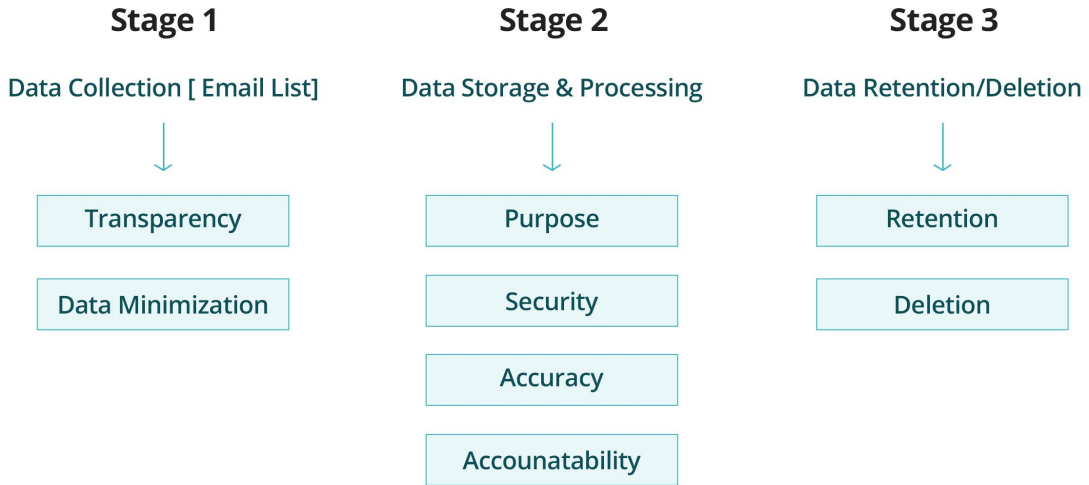 Stage 1
Data Collection [ Email List]
Transparency
Data Minimization
Stage 2
Data Storage & Processing
Purpose
Security
Accuracy
Accounatability
Stage 3
Data Retention/Deletion
Retention
Deletion